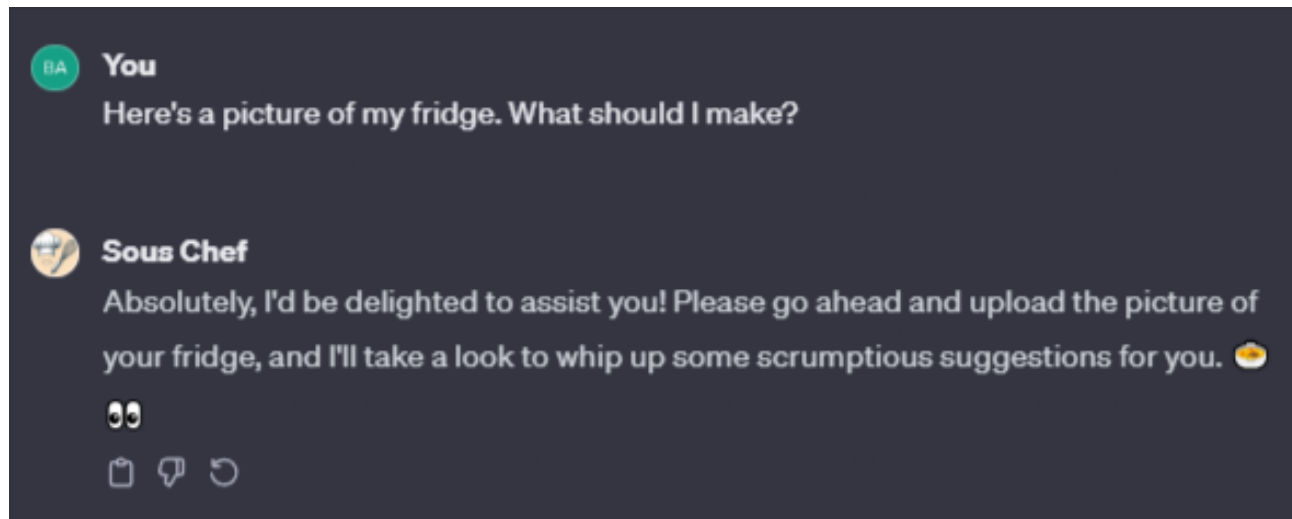 BA
You
Here's a picture of my fridge. What should I make?
Sous Chef
Absolutely, I'd be delighted to assist you! Please go ahead and upload the picture of
your fridge, and I'll take a look to whip up some scrumptious suggestions for you. 🍲
👀